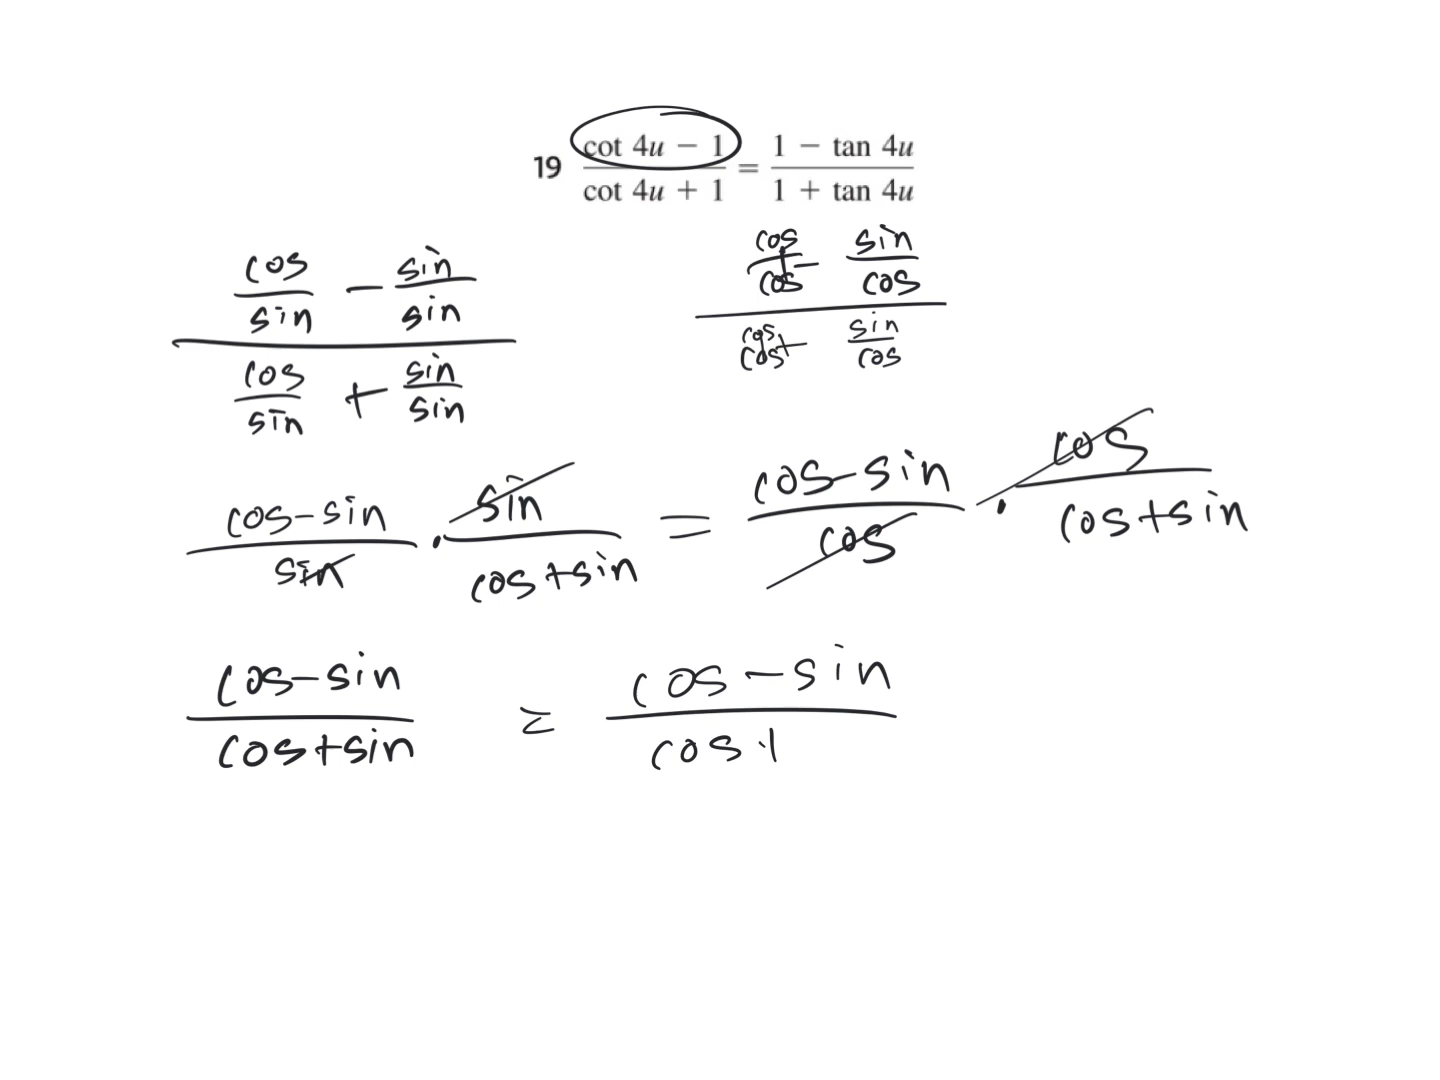 19 cot 4u − 1 / cot 4u + 1 = 1 − tan 4u / 1 + tan 4u
cos/sin − sin/sin
cos/sin + sin/sin
cos/cos − sin/cos
cos/cos + sin/cos
cos-sin/sin · sin/cos+sin = cos-sin/cos · cos/cos+sin
cos-sin/cos+sin = cos-sin/cos +